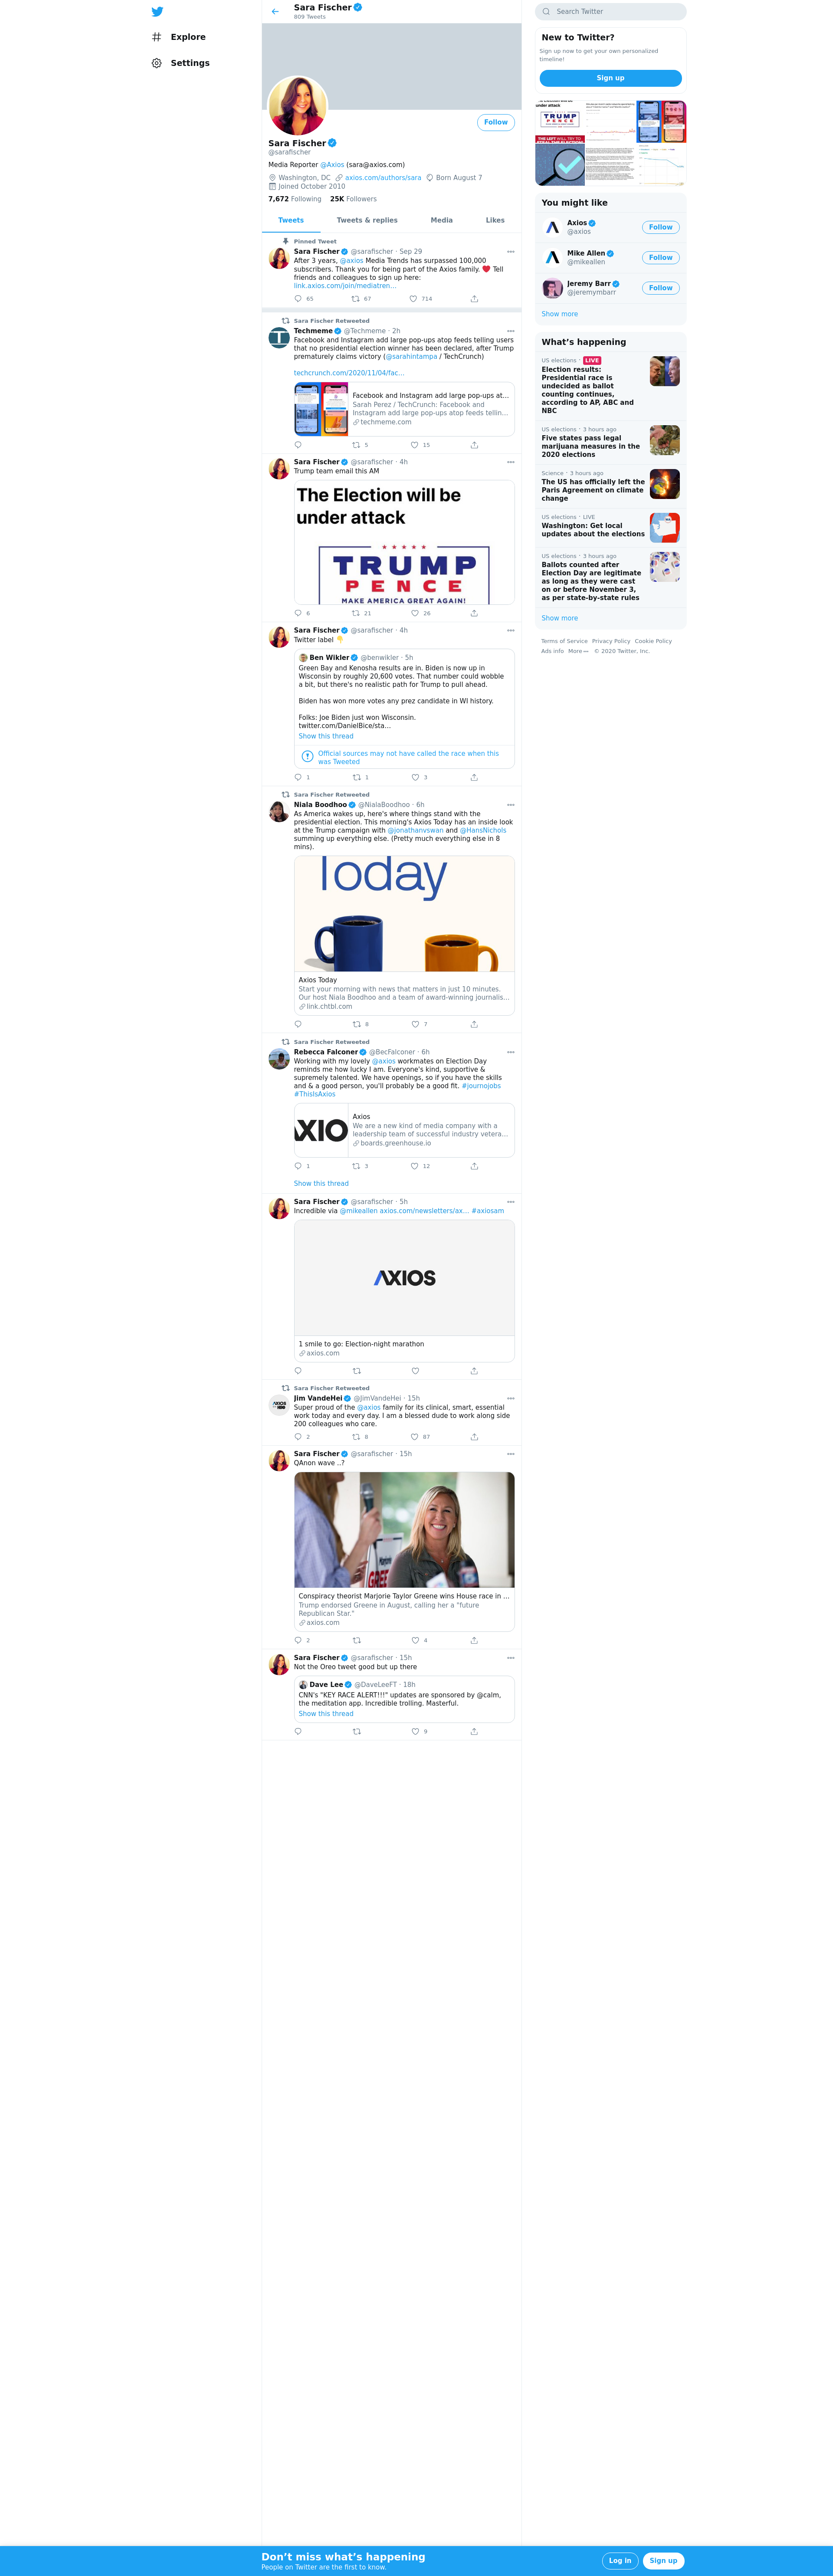 Explore
Settings
Sara Fischer
809 Tweets
Follow
Sara Fischer
@sarafischer
Media Reporter @Axios (sara@axios.com)
Washington, DC axios.com/authors/sara Born August 7
Joined October 2010
7,672 Following 25K Followers
Tweets Tweets & replies Media Likes
Pinned Tweet
Sara Fischer @sarafischer · Sep 29
After 3 years, @axios Media Trends has surpassed 100,000
subscribers. Thank you for being part of the Axios family. ❤️ Tell
friends and colleagues to sign up here:
link.axios.com/join/mediatren…
65 67 714
Sara Fischer Retweeted
Techmeme @Techmeme · 2h
Facebook and Instagram add large pop-ups atop feeds telling users
that no presidential election winner has been declared, after Trump
prematurely claims victory (@sarahintampa / TechCrunch)
techcrunch.com/2020/11/04/fac…
Facebook and Instagram add large pop-ups at…
Sarah Perez / TechCrunch: Facebook and
Instagram add large pop-ups atop feeds tellin…
techmeme.com
5 15
Sara Fischer @sarafischer · 4h
Trump team email this AM
The Election will be
under attack
TRUMP
PENCE
MAKE AMERICA GREAT AGAIN!
6 21 26
Sara Fischer @sarafischer · 4h
Twitter label 👇
Ben Wikler @benwikler · 5h
Green Bay and Kenosha results are in. Biden is now up in
Wisconsin by roughly 20,600 votes. That number could wobble
a bit, but there's no realistic path for Trump to pull ahead.
Biden has won more votes any prez candidate in WI history.
Folks: Joe Biden just won Wisconsin.
twitter.com/DanielBice/sta…
Show this thread
Official sources may not have called the race when this
was Tweeted
1 1 3
Sara Fischer Retweeted
Niala Boodhoo @NialaBoodhoo · 6h
As America wakes up, here's where things stand with the
presidential election. This morning's Axios Today has an inside look
at the Trump campaign with @jonathanvswan and @HansNichols
summing up everything else. (Pretty much everything else in 8
mins).
Today
Axios Today
Start your morning with news that matters in just 10 minutes.
Our host Niala Boodhoo and a team of award-winning journalis…
link.chtbl.com
8 7
Sara Fischer Retweeted
Rebecca Falconer @BecFalconer · 6h
Working with my lovely @axios workmates on Election Day
reminds me how lucky I am. Everyone's kind, supportive &
supremely talented. We have openings, so if you have the skills
and & a good person, you'll probably be a good fit. #journojobs
#ThisIsAxios
AXIO
Axios
We are a new kind of media company with a
leadership team of successful industry vetera…
boards.greenhouse.io
1 3 12
Show this thread
Sara Fischer @sarafischer · 5h
Incredible via @mikeallen axios.com/newsletters/ax… #axiosam
AXIOS
1 smile to go: Election-night marathon
axios.com
Sara Fischer Retweeted
Jim VandeHei @JimVandeHei · 15h
Super proud of the @axios family for its clinical, smart, essential
work today and every day. I am a blessed dude to work along side
200 colleagues who care.
2 8 87
Sara Fischer @sarafischer · 15h
QAnon wave ..?
Conspiracy theorist Marjorie Taylor Greene wins House race in …
Trump endorsed Greene in August, calling her a "future
Republican Star."
axios.com
2 4
Sara Fischer @sarafischer · 15h
Not the Oreo tweet good but up there
Dave Lee @DaveLeeFT · 18h
CNN's "KEY RACE ALERT!!!" updates are sponsored by @calm,
the meditation app. Incredible trolling. Masterful.
Show this thread
9
Search Twitter
New to Twitter?
Sign up now to get your own personalized
timeline!
Sign up
under attack
TRUMP
PENCE
THE LEFT WILL TRY TO
You might like
Axios
@axios
Follow
Mike Allen
@mikeallen
Follow
Jeremy Barr
@jeremymbarr
Follow
Show more
What's happening
US elections · LIVE
Election results:
Presidential race is
undecided as ballot
counting continues,
according to AP, ABC and
NBC
US elections · 3 hours ago
Five states pass legal
marijuana measures in the
2020 elections
Science · 3 hours ago
The US has officially left the
Paris Agreement on climate
change
US elections · LIVE
Washington: Get local
updates about the elections
US elections · 3 hours ago
Ballots counted after
Election Day are legitimate
as long as they were cast
on or before November 3,
as per state-by-state rules
Show more
Terms of Service Privacy Policy Cookie Policy
Ads info More © 2020 Twitter, Inc.
Don't miss what's happening
People on Twitter are the first to know.
Log in
Sign up